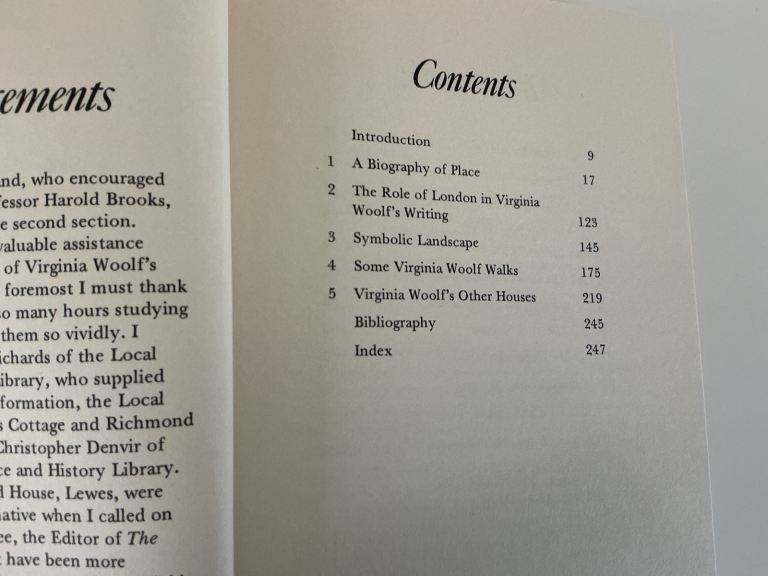 ements
nd, who encouraged
essor Harold Brooks,
e second section.
valuable assistance
of Virginia Woolf's
foremost I must thank
so many hours studying
them so vividly. I
ichards of the Local
ibrary, who supplied
formation, the Local
s Cottage and Richmond
Christopher Denvir of
ce and History Library.
House, Lewes, were
ative when I called on
ee, the Editor of The
have been more
Contents
Introduction 9
1 A Biography of Place 17
2 The Role of London in Virginia
Woolf's Writing 123
3 Symbolic Landscape 145
4 Some Virginia Woolf Walks 175
5 Virginia Woolf's Other Houses 219
Bibliography 245
Index 247